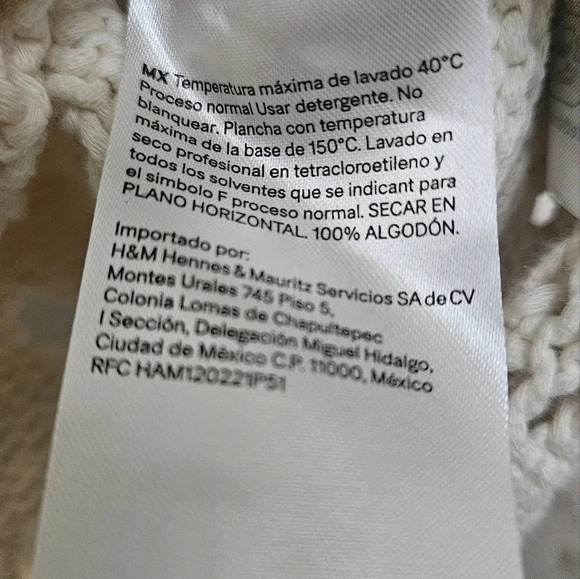 MX Temperatura máxima de lavado 40°C
Proceso normal Usar detergente. No
blanquear. Plancha con temperatura
máxima de la base de 150°C. Lavado en
seco profesional en tetracloroetileno y
todos los solventes que se indicant para
el simbolo F proceso normal. SECAR EN
PLANO HORIZONTAL. 100% ALGODÓN.
Importado por:
H&M Hennes & Mauritz Servicios SA de CV
Montes Urales 745 Piso 5,
Colonia Lomas de Chapultepec
I Sección, Delegación Miguel Hidalgo,
Ciudad de México C.P. 11000, México
RFC HAM120221P51